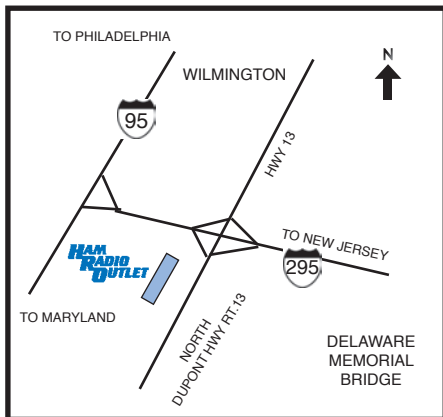 TO PHILADELPHIA
WILMINGTON
N
95
HWY 13
TO NEW JERSEY
295
HAM
RADIO
OUTLET
TO MARYLAND
NORTH
DUPONT HWY RT.13
DELAWARE
MEMORIAL
BRIDGE